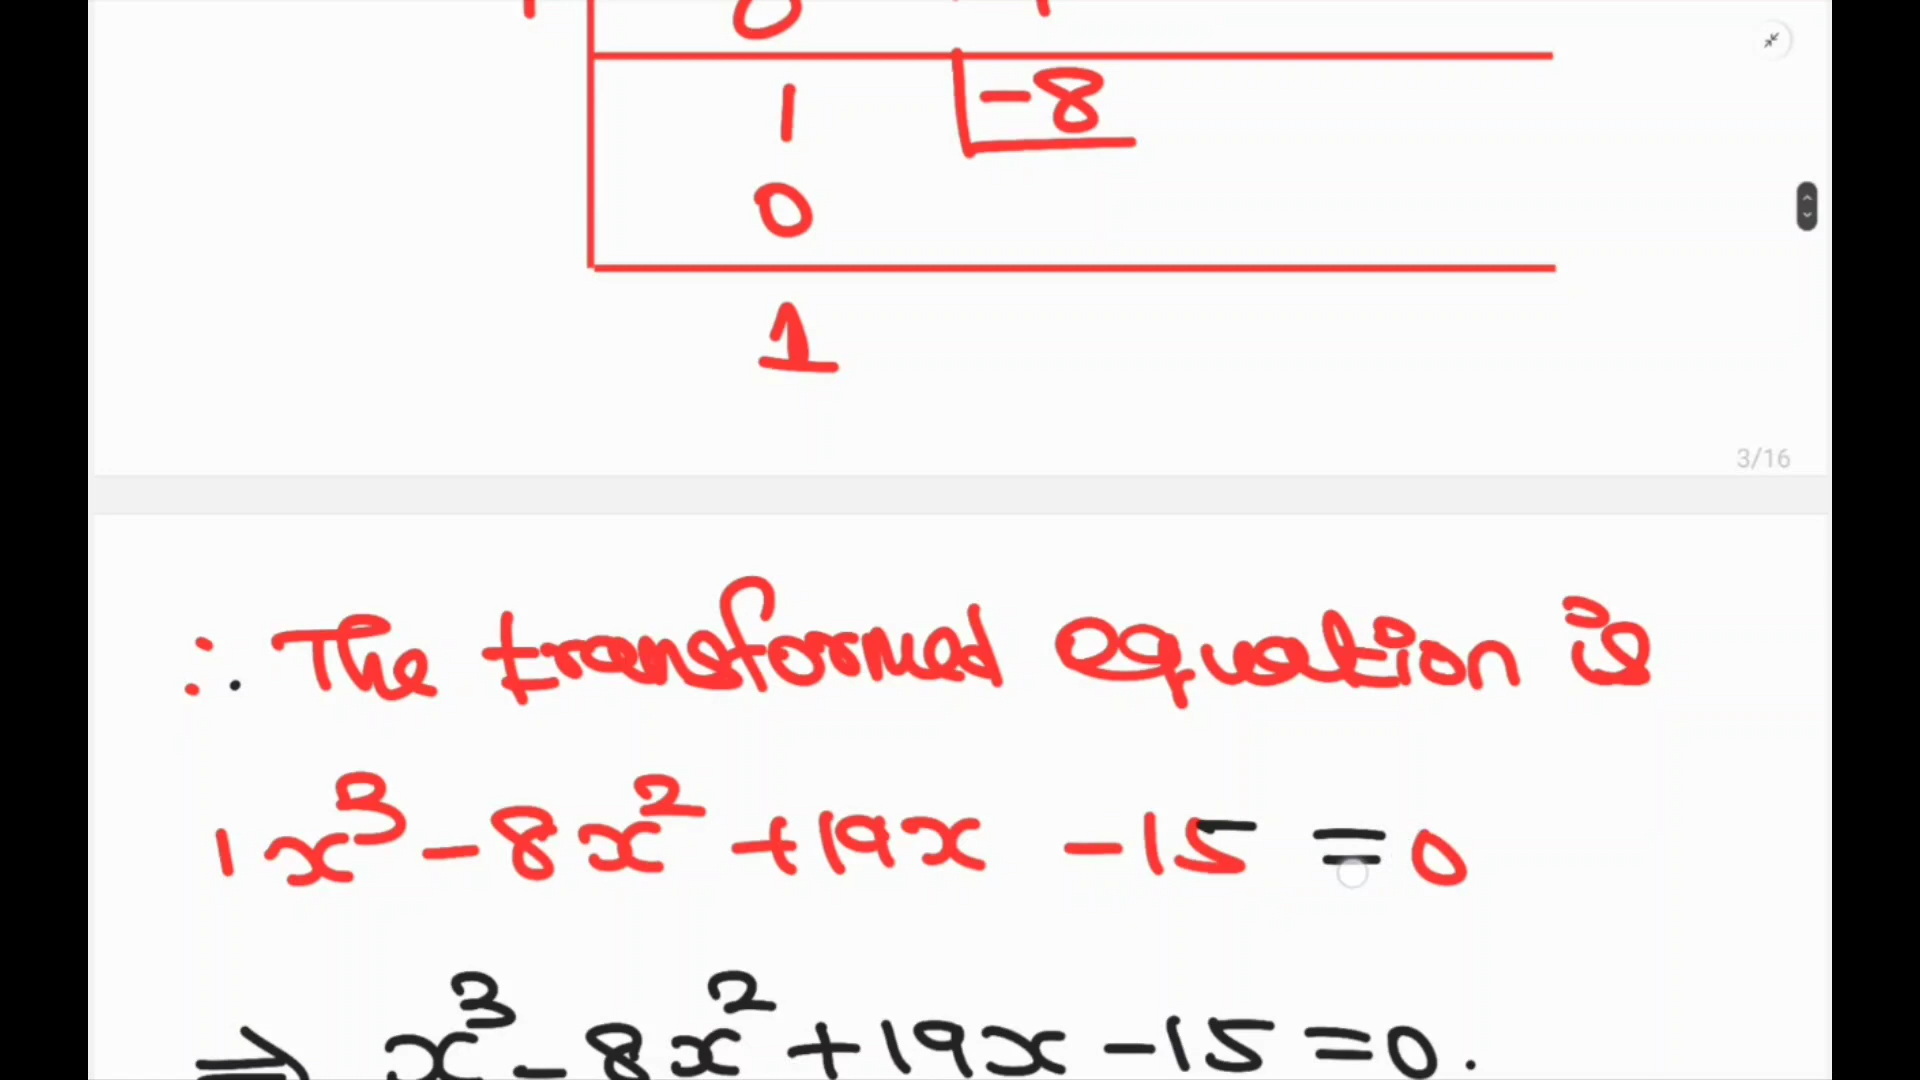 0
1 -8
0
1
3/16
∴ The transformed equation is
1x³ - 8x² + 19x - 15 = 0
⇒ x³ - 8x² + 19x - 15 = 0.